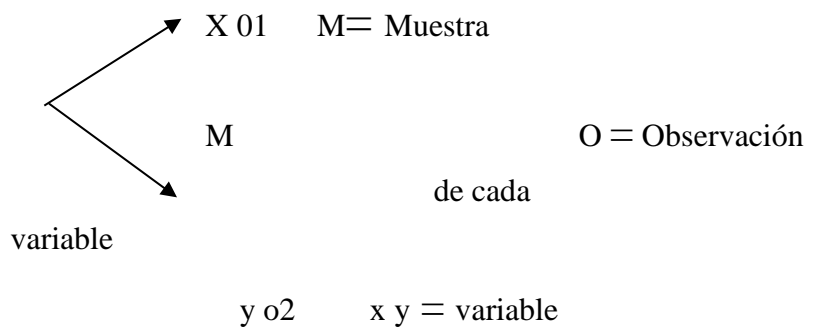 X 01 M= Muestra
M O = Observación
de cada
variable
y o2 x y = variable